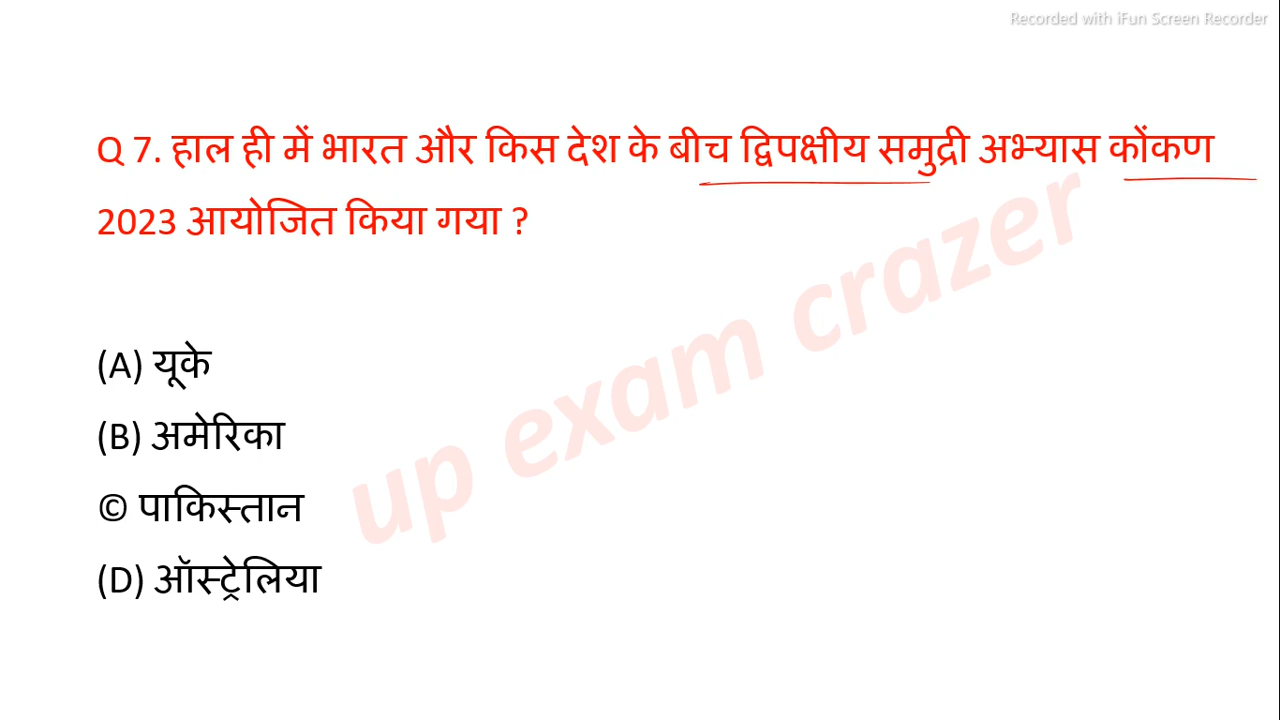 Recorded with iFun Screen Recorder
Q 7. हाल ही में भारत और किस देश के बीच द्विपक्षीय समुद्री अभ्यास कोंकण
2023 आयोजित किया गया ?
(A) यूके
(B) अमेरिका
© पाकिस्तान
(D) ऑस्ट्रेलिया
up exam crazer